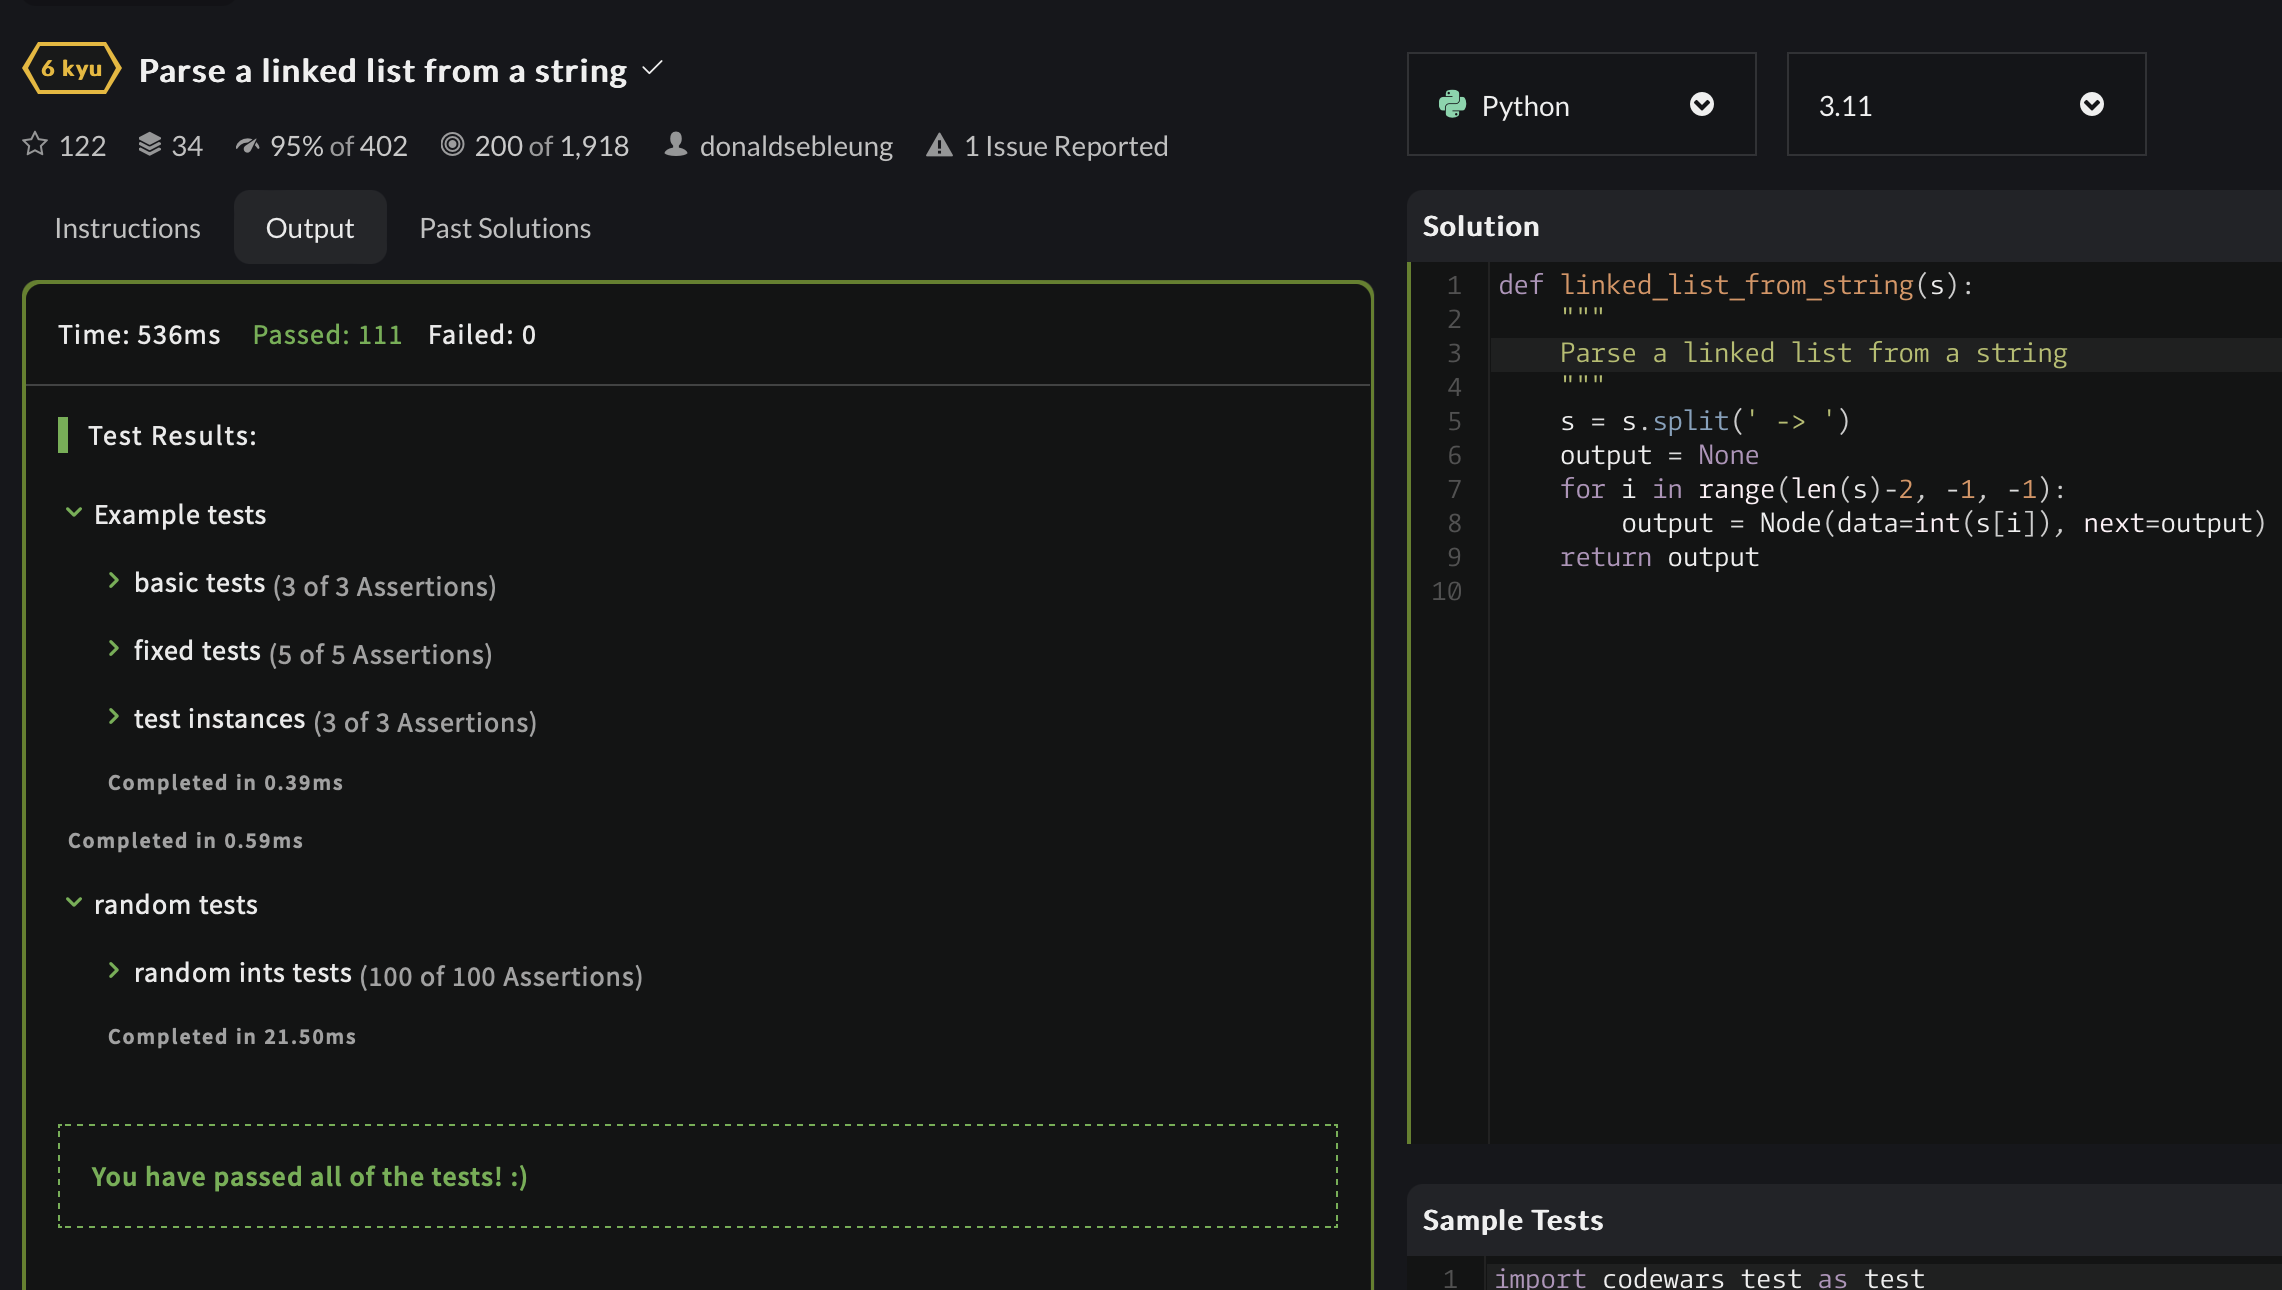 6 kyu Parse a linked list from a string
122 34 95% of 402 200 of 1,918 donaldsebleung 1 Issue Reported
Instructions Output Past Solutions
Time: 536ms Passed: 111 Failed: 0
Test Results:
Example tests
basic tests (3 of 3 Assertions)
fixed tests (5 of 5 Assertions)
test instances (3 of 3 Assertions)
Completed in 0.39ms
Completed in 0.59ms
random tests
random ints tests (100 of 100 Assertions)
Completed in 21.50ms
You have passed all of the tests! :)
Python 3.11
Solution
1 def linked_list_from_string(s):
2     """
3     Parse a linked list from a string
4     """
5     s = s.split(' -> ')
6     output = None
7     for i in range(len(s)-2, -1, -1):
8         output = Node(data=int(s[i]), next=output)
9     return output
10
Sample Tests
1 import codewars_test as test